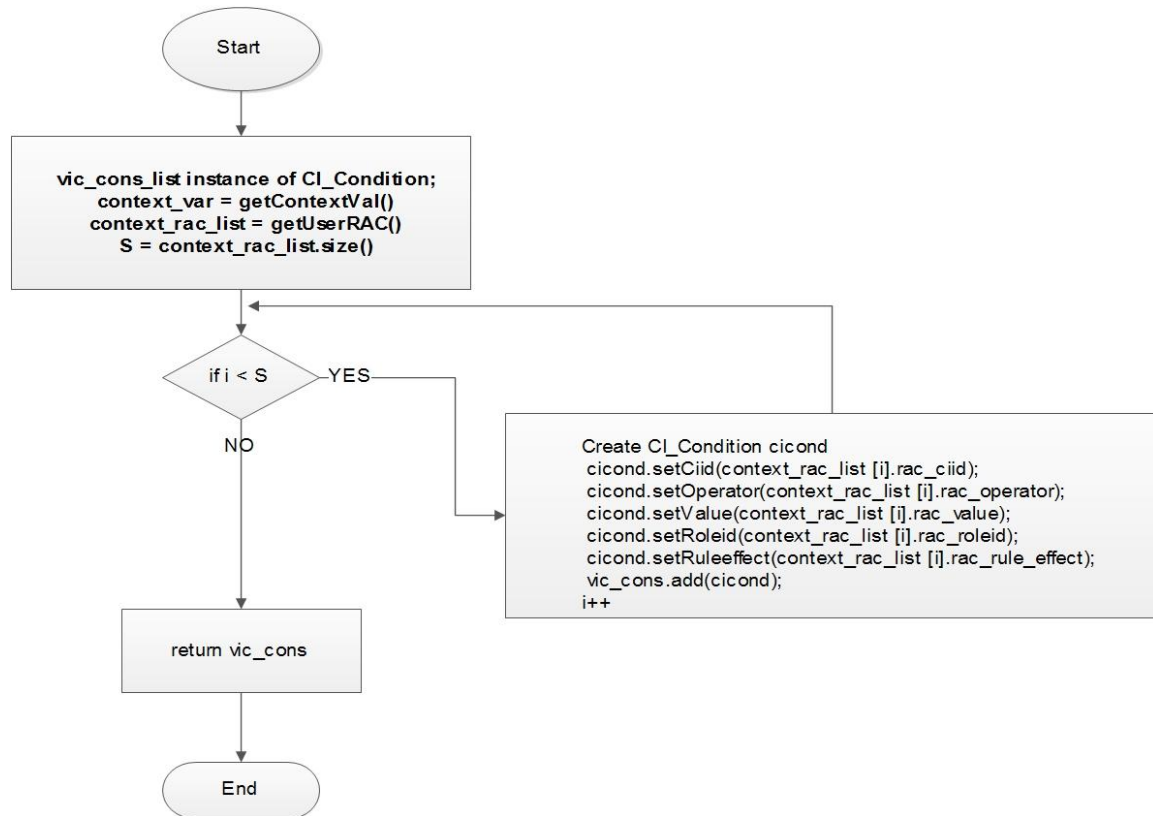 Start
vic_cons_list instance of CI_Condition;
context_var = getContextVal()
context_rac_list = getUserRAC()
S = context_rac_list.size()
if i < S
YES
NO
Create CI_Condition cicond
cicond.setCiid(context_rac_list [i].rac_ciid);
cicond.setOperator(context_rac_list [i].rac_operator);
cicond.setValue(context_rac_list [i].rac_value);
cicond.setRoleid(context_rac_list [i].rac_roleid);
cicond.setRuleeffect(context_rac_list [i].rac_rule_effect);
vic_cons.add(cicond);
i++
return vic_cons
End